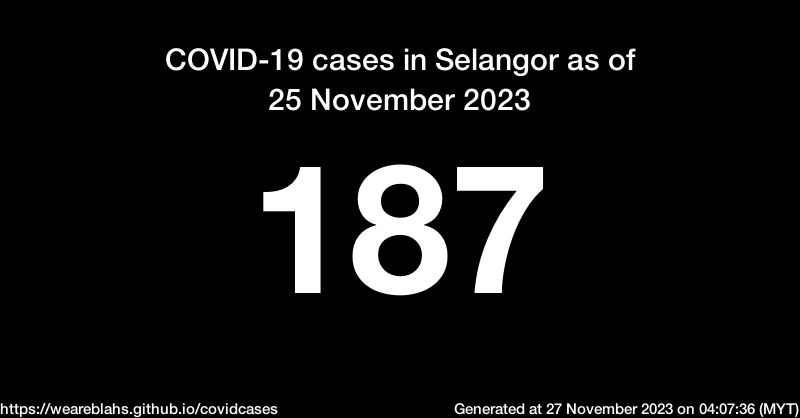 COVID-19 cases in Selangor as of
25 November 2023
187
https://weareblahs.github.io/covidcases
Generated at 27 November 2023 on 04:07:36 (MYT)